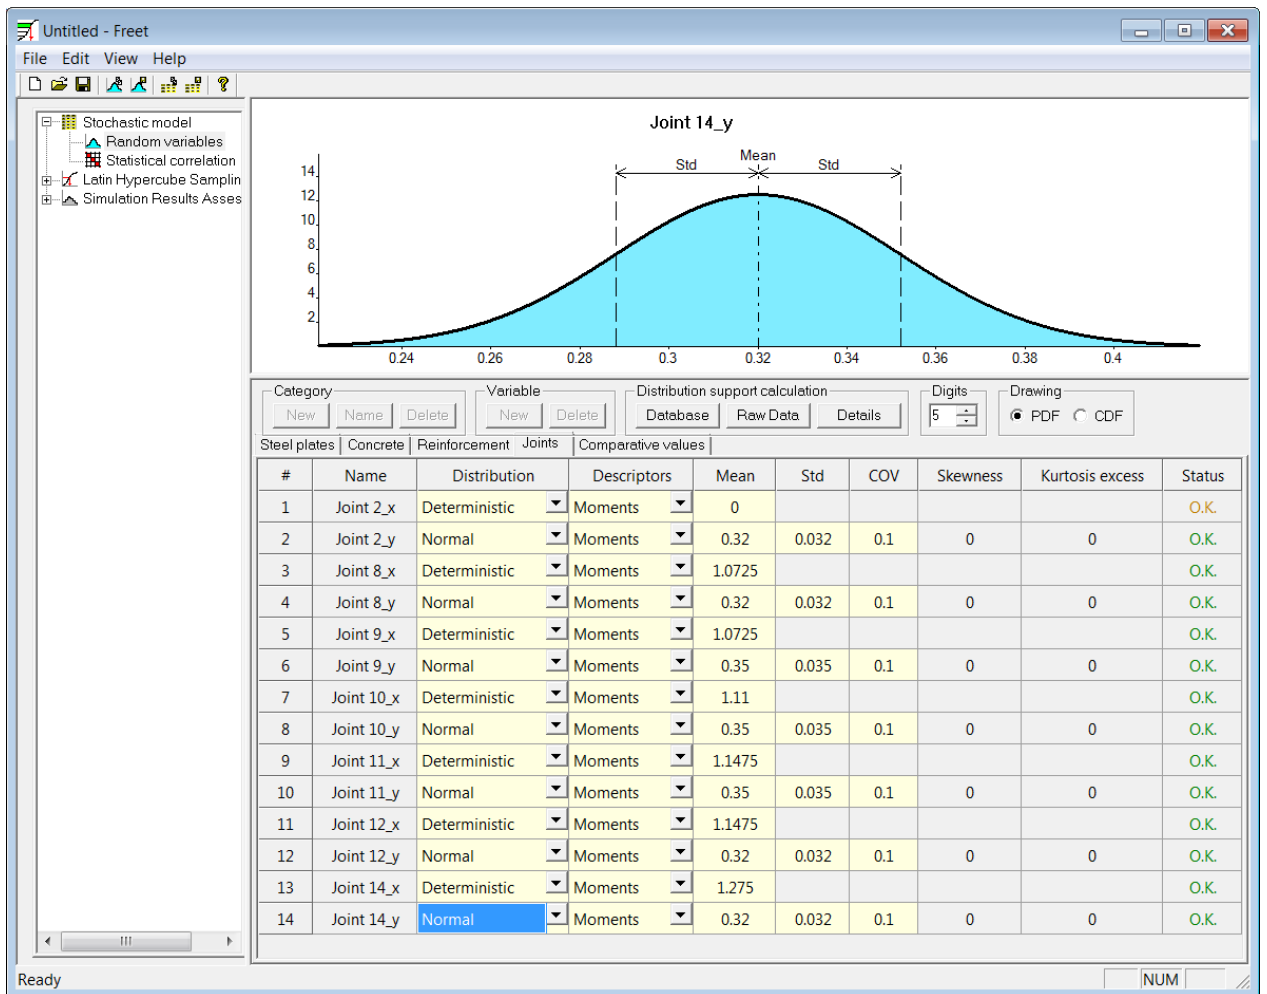 Untitled - Freet
File Edit View Help
Stochastic model
Random variables
Statistical correlation
Latin Hypercube Samplin
Simulation Results Asses
Joint 14_y
Std Mean Std
14
12
10
8
6
4
2
0.24 0.26 0.28 0.3 0.32 0.34 0.36 0.38 0.4
Category Variable Distribution support calculation Digits Drawing
New Name Delete New Delete Database Raw Data Details 5 PDF CDF
Steel plates Concrete Reinforcement Joints Comparative values
# Name Distribution Descriptors Mean Std COV Skewness Kurtosis excess Status
1 Joint 2_x Deterministic Moments 0 O.K.
2 Joint 2_y Normal Moments 0.32 0.032 0.1 0 0 O.K.
3 Joint 8_x Deterministic Moments 1.0725 O.K.
4 Joint 8_y Normal Moments 0.32 0.032 0.1 0 0 O.K.
5 Joint 9_x Deterministic Moments 1.0725 O.K.
6 Joint 9_y Normal Moments 0.35 0.035 0.1 0 0 O.K.
7 Joint 10_x Deterministic Moments 1.11 O.K.
8 Joint 10_y Normal Moments 0.35 0.035 0.1 0 0 O.K.
9 Joint 11_x Deterministic Moments 1.1475 O.K.
10 Joint 11_y Normal Moments 0.35 0.035 0.1 0 0 O.K.
11 Joint 12_x Deterministic Moments 1.1475 O.K.
12 Joint 12_y Normal Moments 0.32 0.032 0.1 0 0 O.K.
13 Joint 14_x Deterministic Moments 1.275 O.K.
14 Joint 14_y Normal Moments 0.32 0.032 0.1 0 0 O.K.
Ready NUM